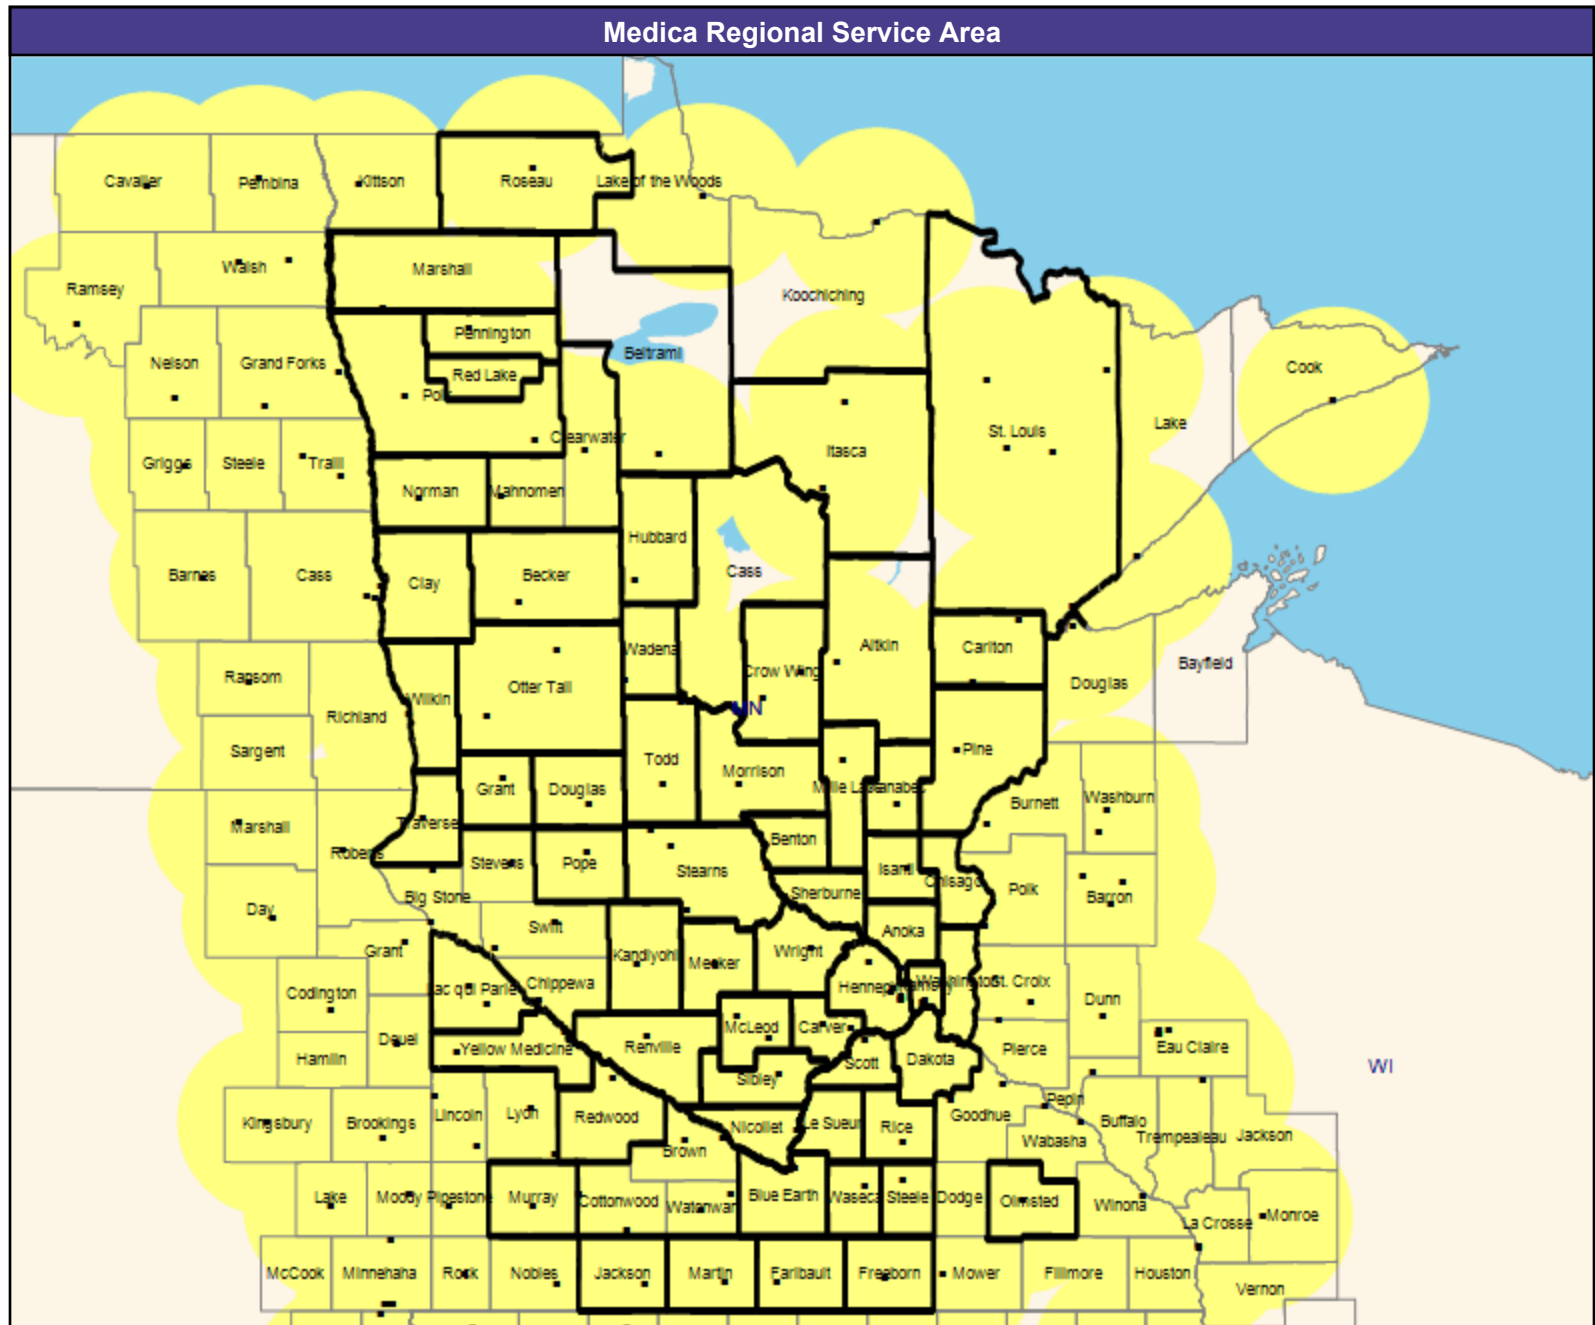 Medica Regional Service Area
Cavalier Pembina Kittson Roseau Lake of the Woods
Ramsey Walsh Marshall Koochiching
Nelson Grand Forks Pennington Beltrami Cook
Red Lake Polk
Griggs Steele Traill Clearwater Itasca St. Louis Lake
Norman Mahnomen
Hubbard
Barnes Cass Clay Becker Cass
Ransom Wilkin Otter Tail Wadena Crow Wing Aitkin Carlton Douglas Bayfield
Richland MN
Sargent Todd Morrison Pine
Grant Douglas Mille Lacs Kanabec Burnett Washburn
Marshall Traverse
Roberts Stevens Pope Stearns Benton Isanti
Day Big Stone Sherburne Chisago Polk Barron
Grant Swift Kandiyohi Meeker Wright Anoka
Codington Lac qui Parle Chippewa Hennepin Ramsey Washington St. Croix Dunn
Hamlin Deuel Yellow Medicine Renville McLeod Carver Scott Dakota Pierce Eau Claire
WI
Sibley
Kingsbury Brookings Lincoln Lyon Redwood Nicollet Le Sueur Rice Goodhue Pepin Buffalo Trempealeau Jackson
Brown Wabasha
Lake Moody Pipestone Murray Cottonwood Watonwan Blue Earth Waseca Steele Dodge Olmsted Winona La Crosse Monroe
McCook Minnehaha Rock Nobles Jackson Martin Faribault Freeborn Mower Fillmore Houston Vernon